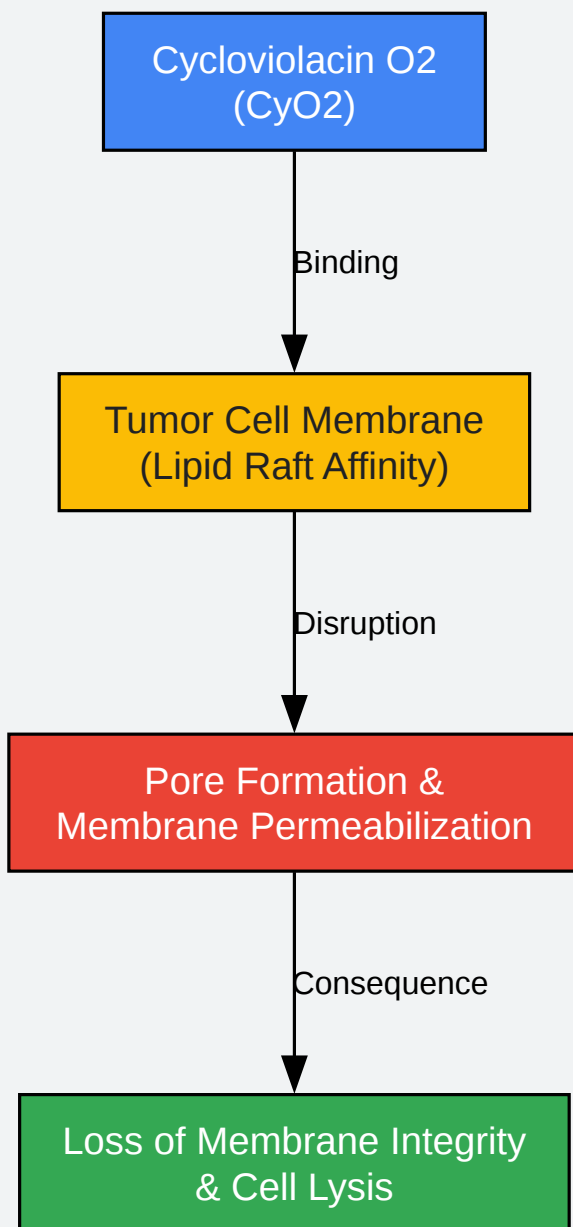 Cycloviolacin O2
(CyO2)
Binding
Tumor Cell Membrane
(Lipid Raft Affinity)
Disruption
Pore Formation &
Membrane Permeabilization
Consequence
Loss of Membrane Integrity
& Cell Lysis